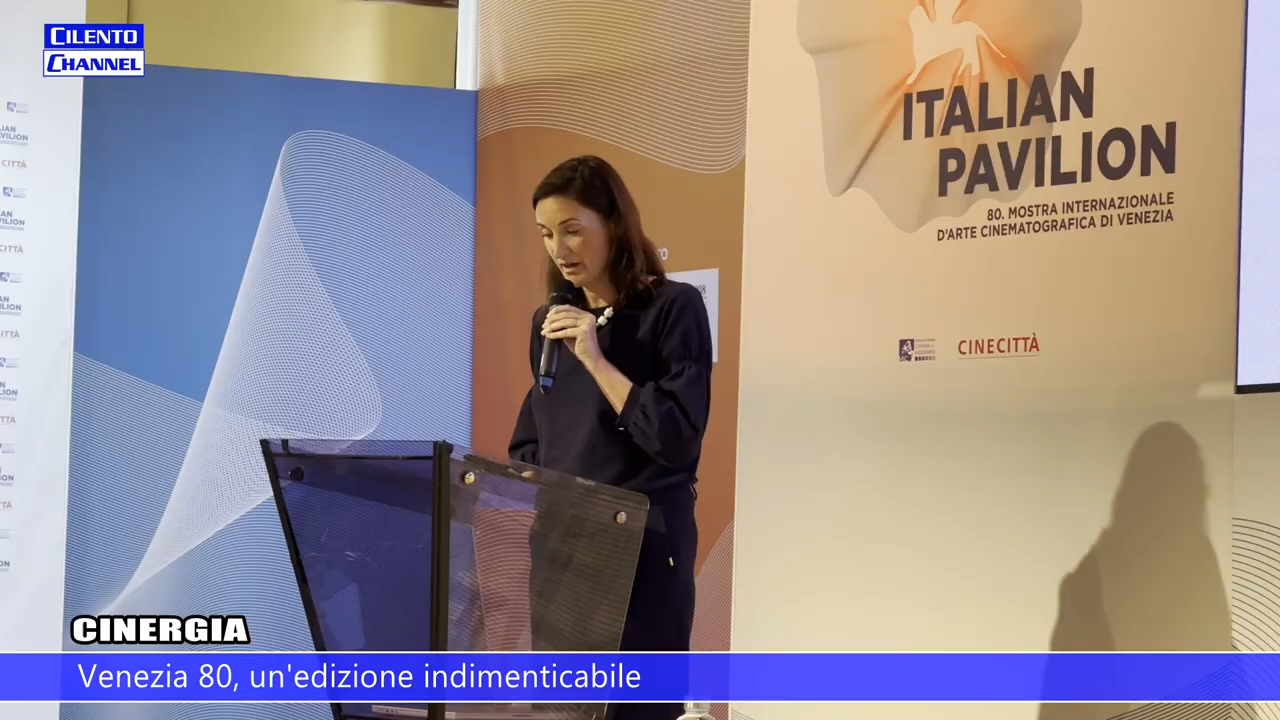 CILENTO
CHANNEL
ITALIAN
PAVILION
80. MOSTRA INTERNAZIONALE
D'ARTE CINEMATOGRAFICA DI VENEZIA
CINECITTÀ
CINERGIA
Venezia 80, un'edizione indimenticabile